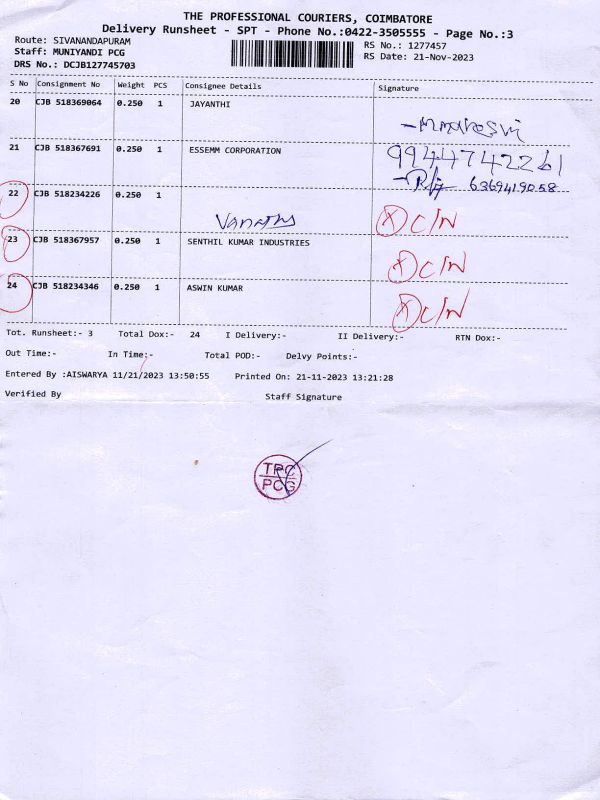 THE PROFESSIONAL COURIERS, COIMBATORE
Delivery Runsheet - SPT - Phone No.:0422-3505555 - Page No.:3
Route: SIVANANDAPURAM RS No.: 1277457
Staff: MUNIYANDI PCG RS Date: 21-Nov-2023
DRS No.: DCJB127745703
S No Consignment No Weight PCS Consignee Details Signature
20 CJB 518369064 0.250 1 JAYANTHI
21 CJB 518367691 0.250 1 ESSEMM CORPORATION 9944742261
6369419058
22 CJB 518234226 0.250 1
C/N
23 CJB 518367957 0.250 1 SENTHIL KUMAR INDUSTRIES
C/N
24 CJB 518234346 0.250 1 ASWIN KUMAR
C/N
Tot. Runsheet:- 3 Total Dox:- 24 I Delivery:- II Delivery:- RTN Dox:-
Out Time:- In Time:- Total POD:- Delvy Points:-
Entered By :AISWARYA 11/21/2023 13:50:55 Printed On: 21-11-2023 13:21:28
Verified By Staff Signature
TPC
PCG